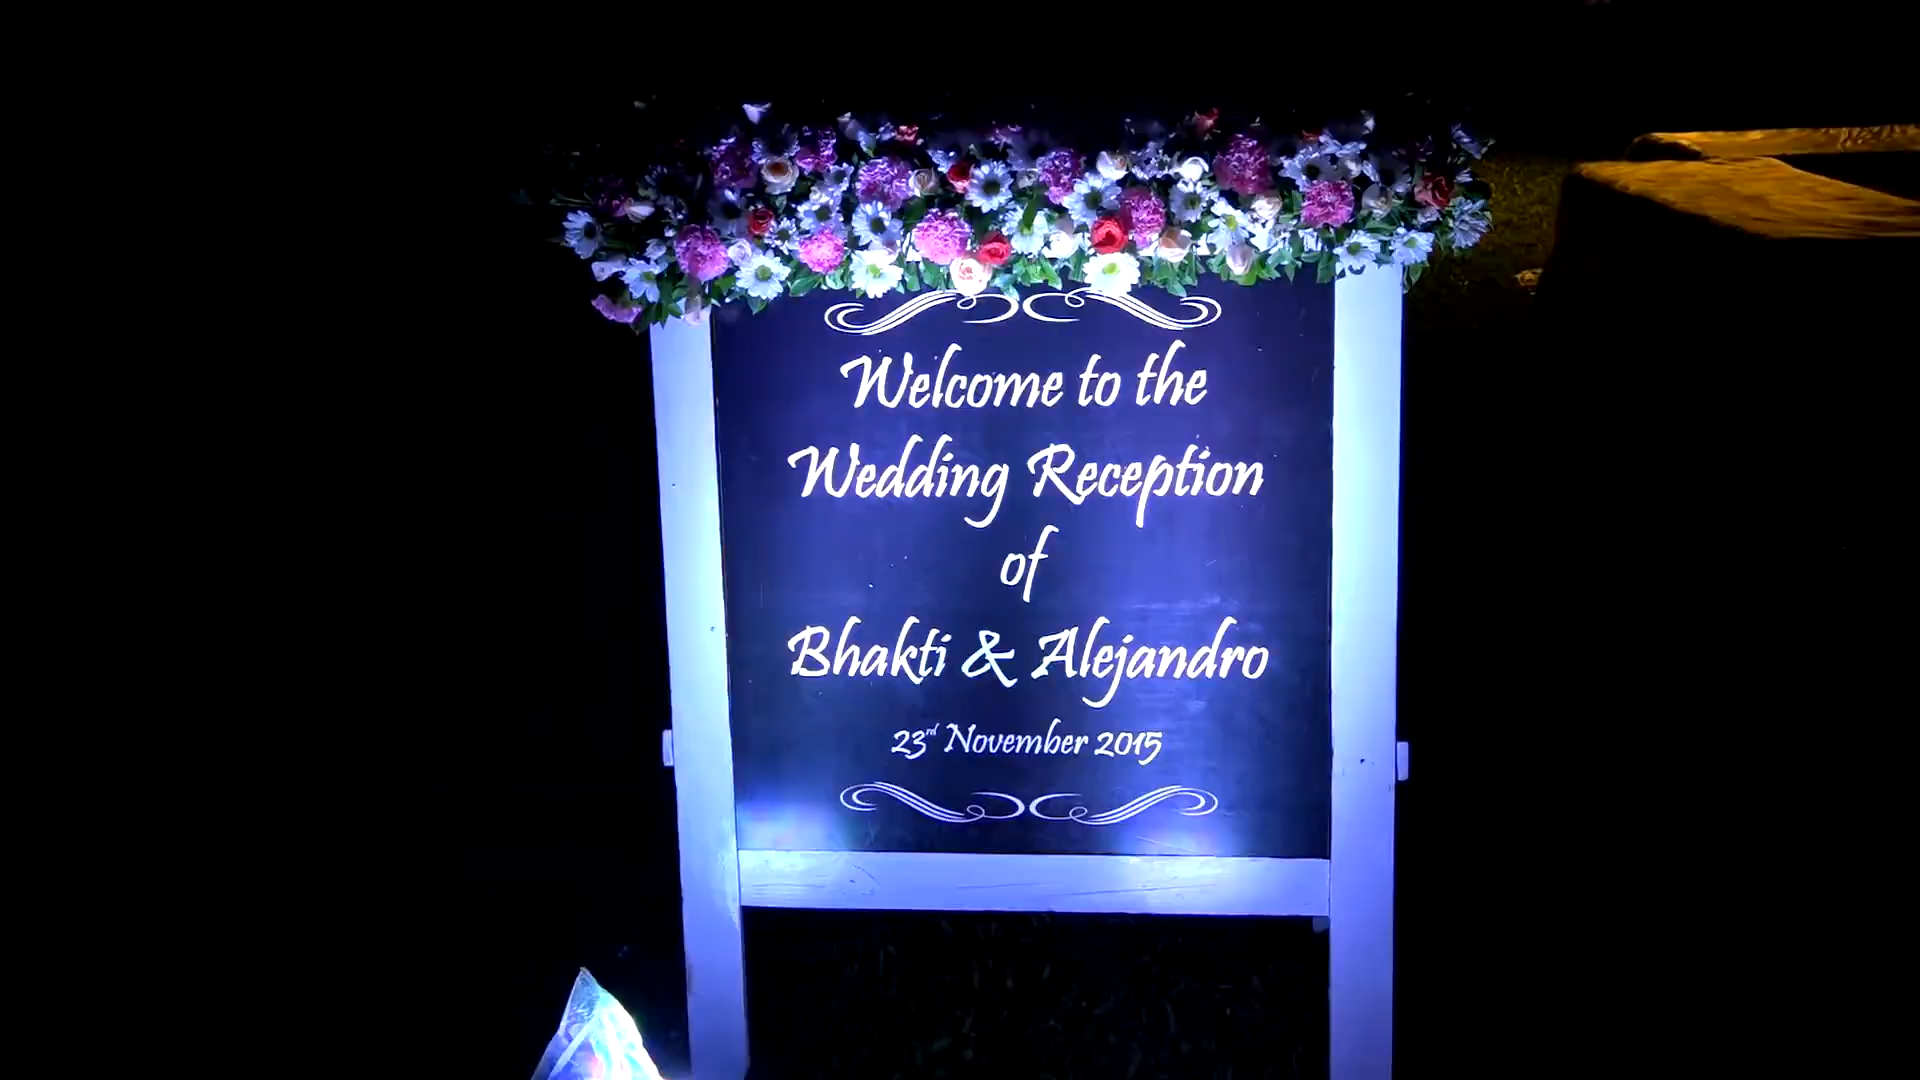 Welcome to the
Wedding Reception
of
Bhakti & Alejandro
23rd November 2015